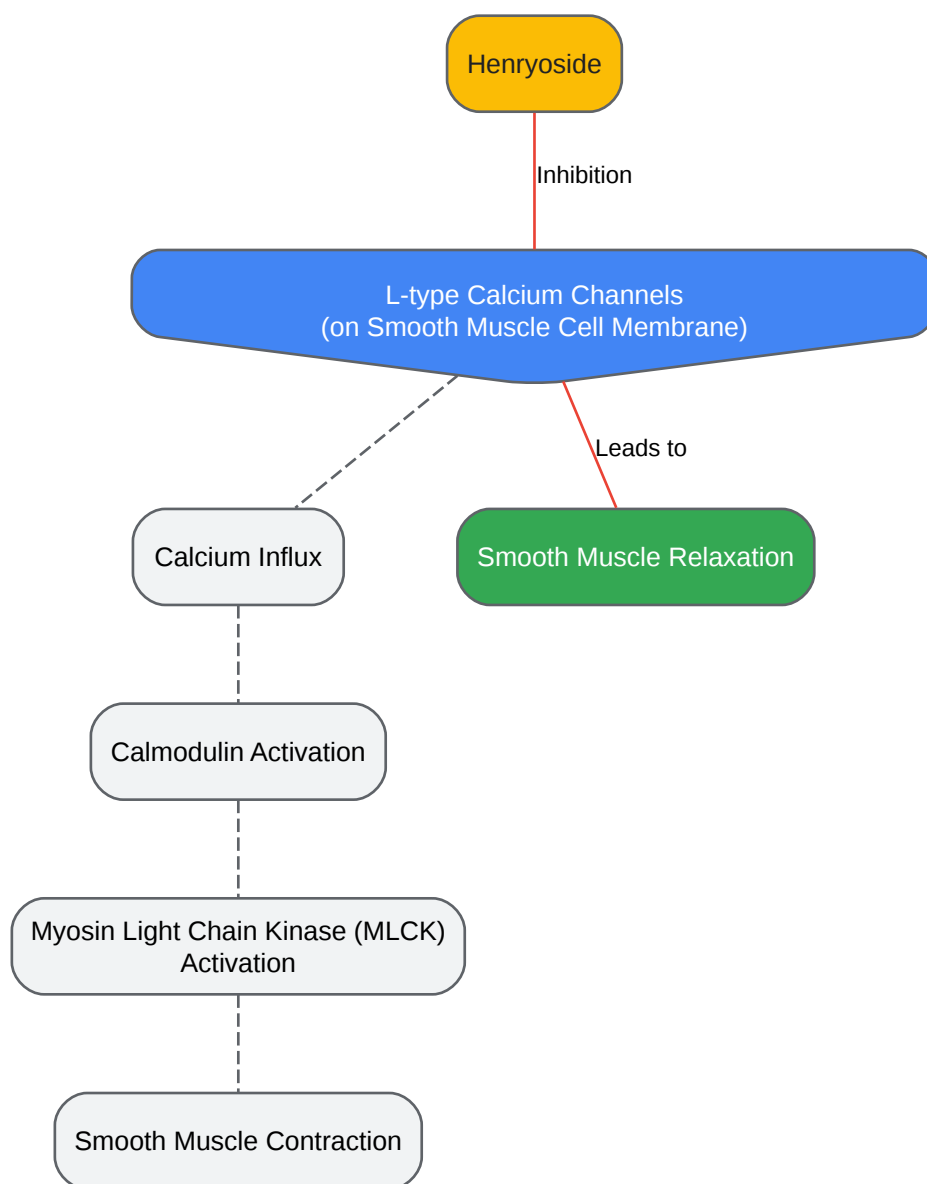 Henryoside
Inhibition
L-type Calcium Channels
(on Smooth Muscle Cell Membrane)
Leads to
Calcium Influx
Smooth Muscle Relaxation
Calmodulin Activation
Myosin Light Chain Kinase (MLCK)
Activation
Smooth Muscle Contraction